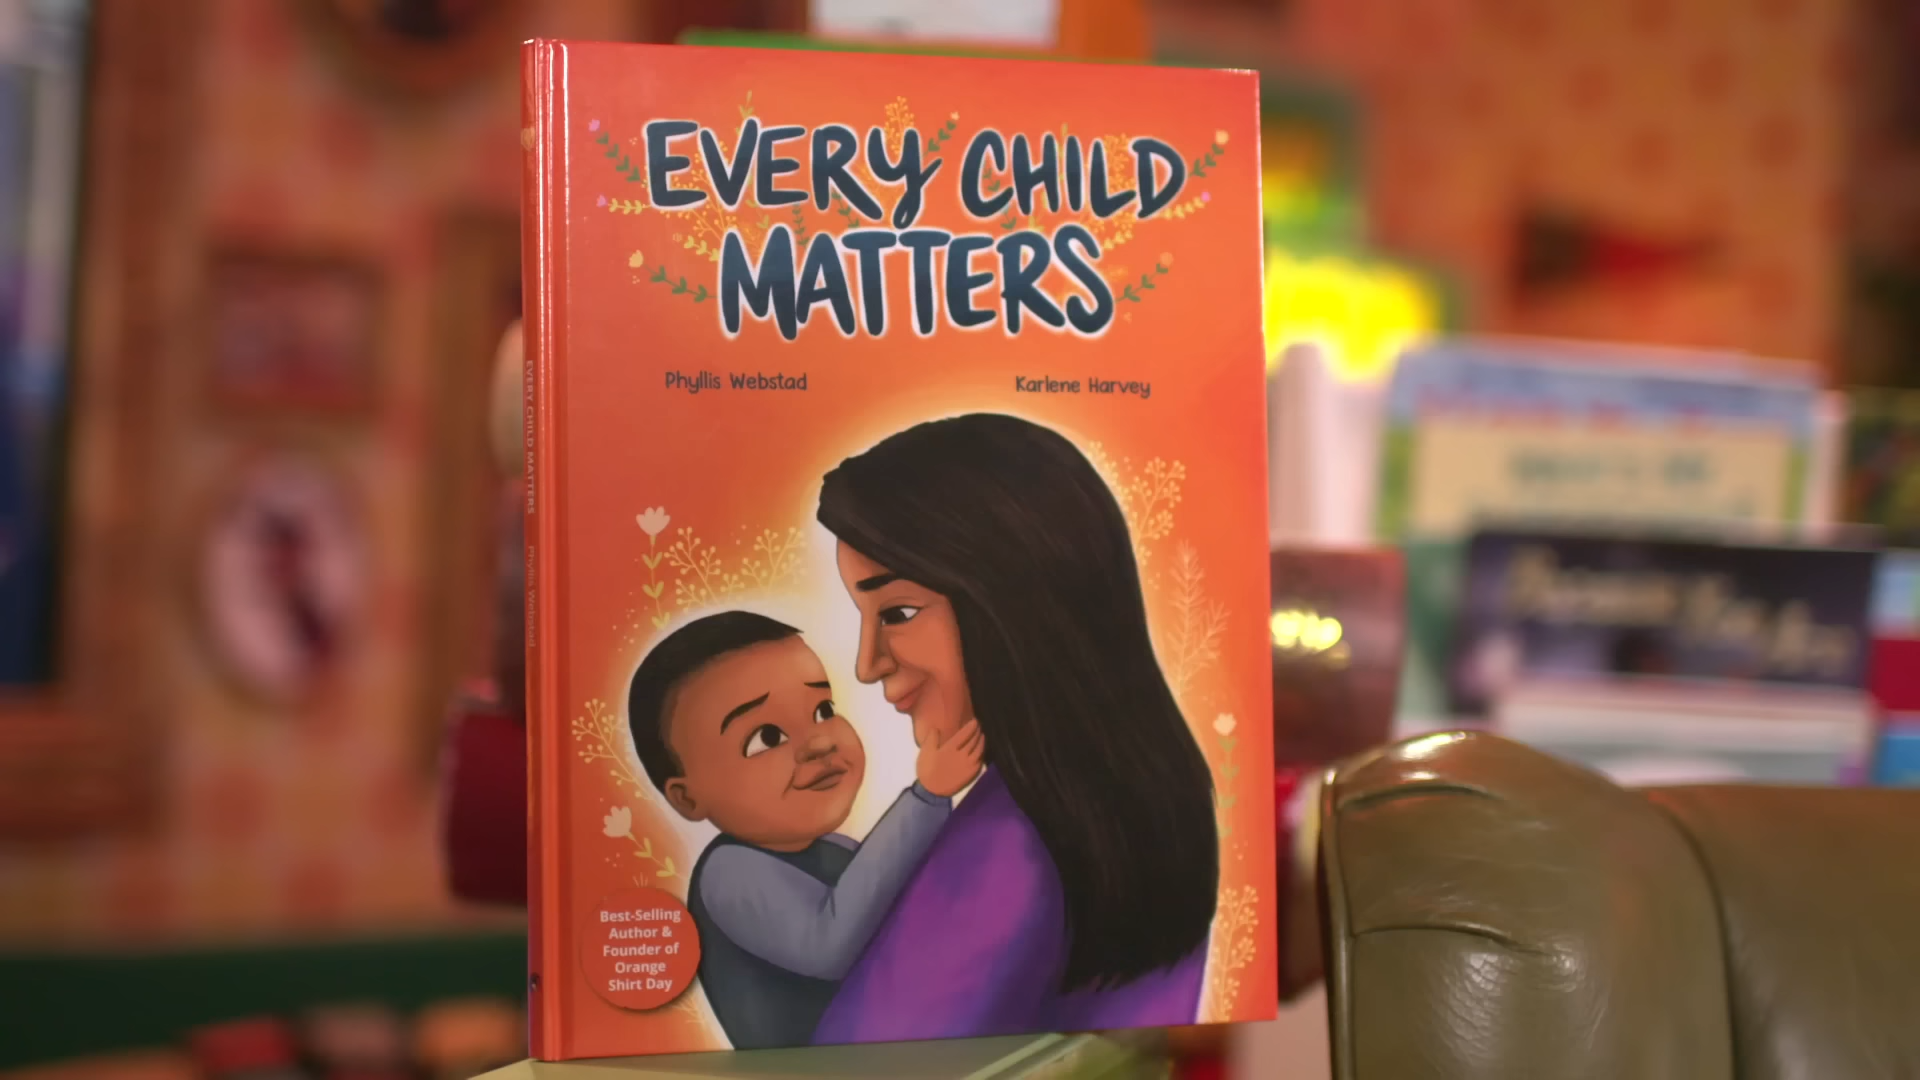 EVERY CHILD
MATTERS
Phyllis Webstad
Karlene Harvey
Best-Selling
Author &
Founder of
Orange
Shirt Day
EVERY CHILD MATTERS
Phyllis Webstad